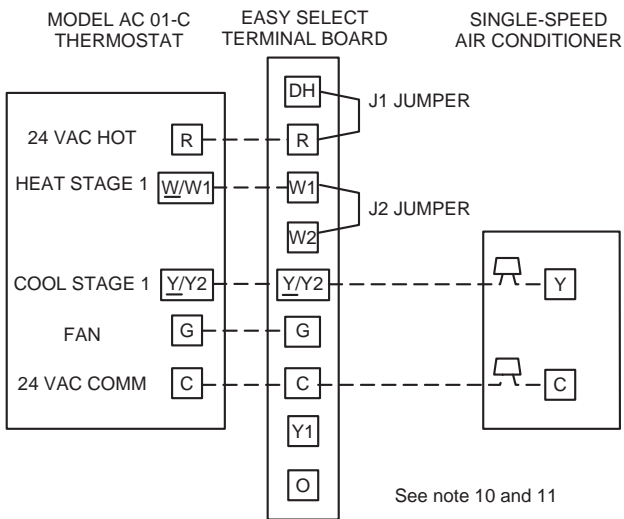 MODEL AC 01-C
THERMOSTAT
EASY SELECT
TERMINAL BOARD
SINGLE-SPEED
AIR CONDITIONER
DH
J1 JUMPER
24 VAC HOT
R
R
HEAT STAGE 1
W/W1
W1
J2 JUMPER
W2
COOL STAGE 1
Y/Y2
Y/Y2
Y
FAN
G
G
24 VAC COMM
C
C
C
Y1
O
See note 10 and 11